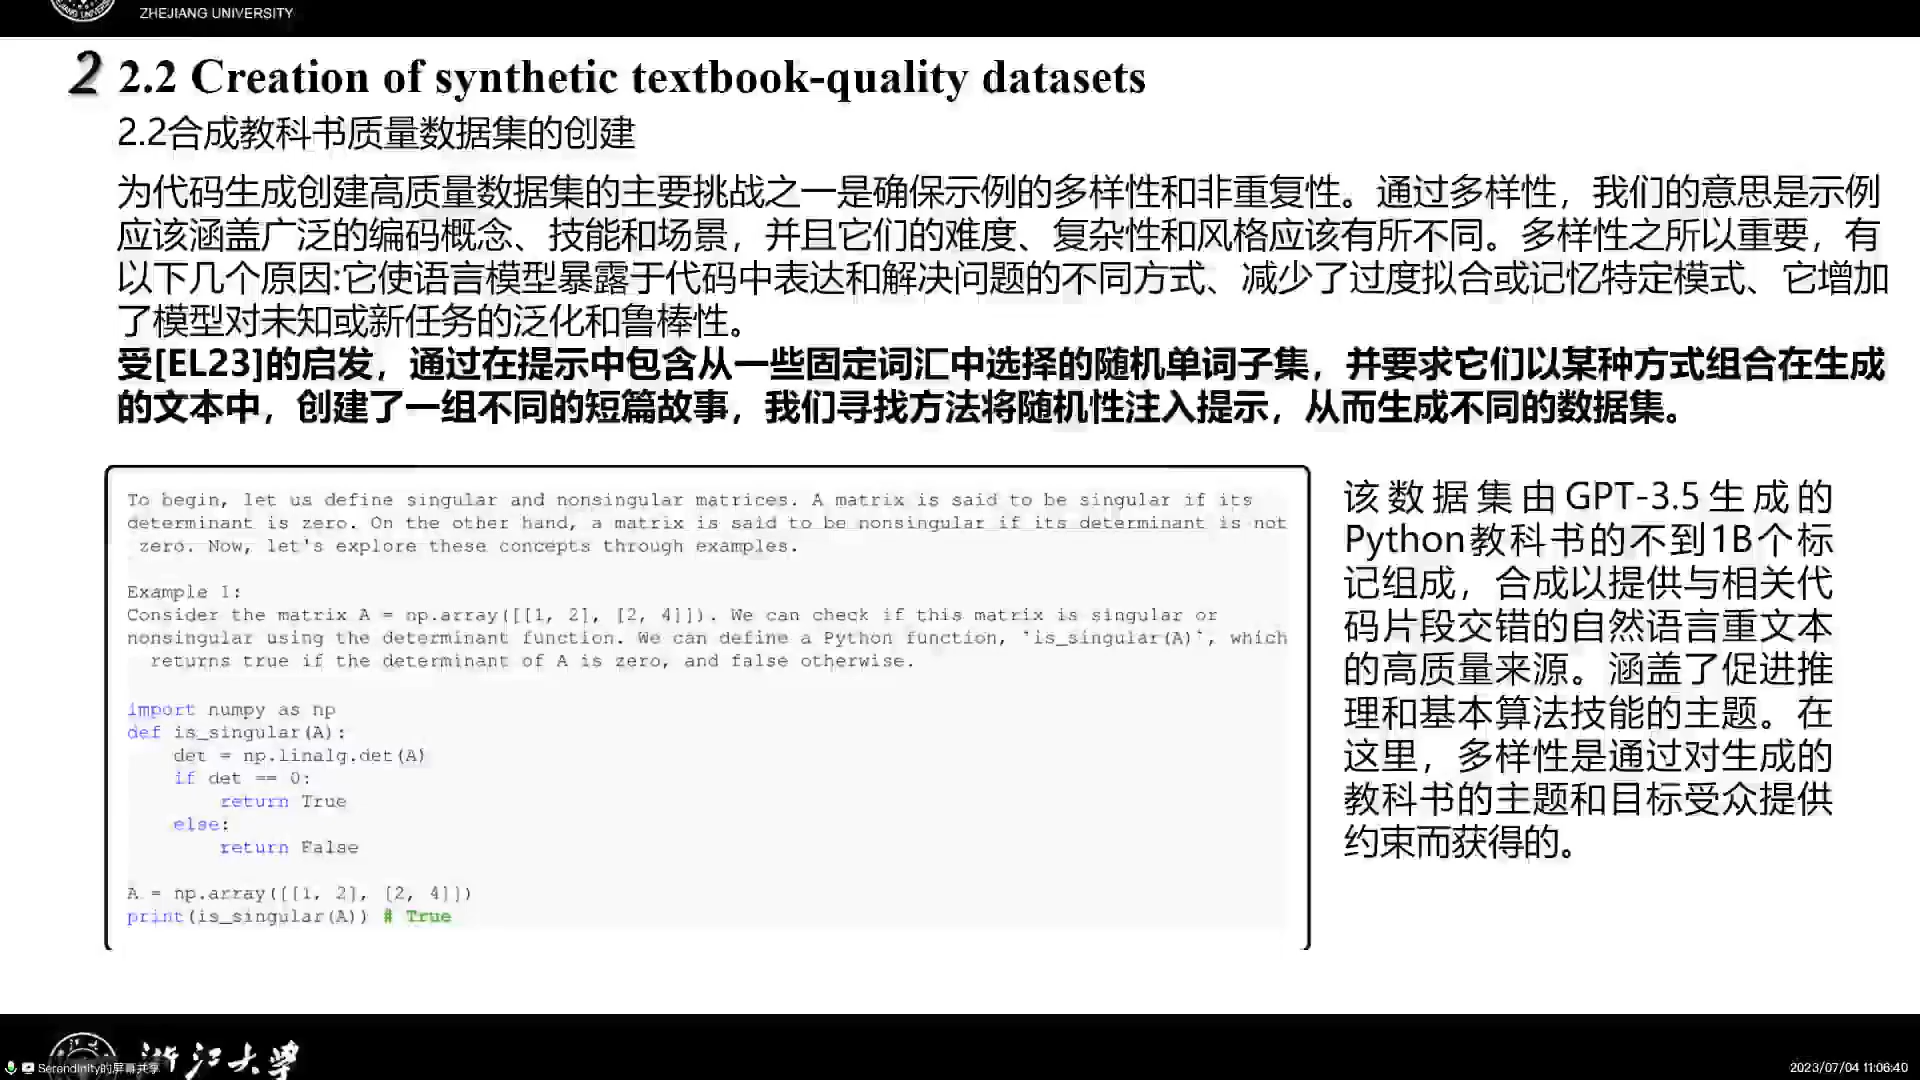 ZHEJIANG UNIVERSITY
2 2.2 Creation of synthetic textbook-quality datasets
2.2合成教科书质量数据集的创建
为代码生成创建高质量数据集的主要挑战之一是确保示例的多样性和非重复性。通过多样性，我们的意思是示例
应该涵盖广泛的编码概念、技能和场景，并且它们的难度、复杂性和风格应该有所不同。多样性之所以重要，有
以下几个原因:它使语言模型暴露于代码中表达和解决问题的不同方式、减少了过度拟合或记忆特定模式、它增加
了模型对未知或新任务的泛化和鲁棒性。
受[EL23]的启发，通过在提示中包含从一些固定词汇中选择的随机单词子集，并要求它们以某种方式组合在生成
的文本中，创建了一组不同的短篇故事，我们寻找方法将随机性注入提示，从而生成不同的数据集。
To begin, let us define singular and nonsingular matrices. A matrix is said to be singular if its
determinant is zero. On the other hand, a matrix is said to be nonsingular if its determinant is not
zero. Now, let's explore these concepts through examples.
Example 1:
Consider the matrix A = np.array([[1, 2], [2, 4]]). We can check if this matrix is singular or
nonsingular using the determinant function. We can define a Python function, `is_singular(A)`, which
returns true if the determinant of A is zero, and false otherwise.
import numpy as np
def is_singular(A):
    det = np.linalg.det(A)
    if det == 0:
        return True
    else:
        return False
A = np.array([[1, 2], [2, 4]])
print(is_singular(A)) # True
该数据集由GPT-3.5生成的
Python教科书的不到1B个标
记组成，合成以提供与相关代
码片段交错的自然语言重文本
的高质量来源。涵盖了促进推
理和基本算法技能的主题。在
这里，多样性是通过对生成的
教科书的主题和目标受众提供
约束而获得的。
浙江大学
Serendinity的屏幕共享
2023/07/04 11:06:40